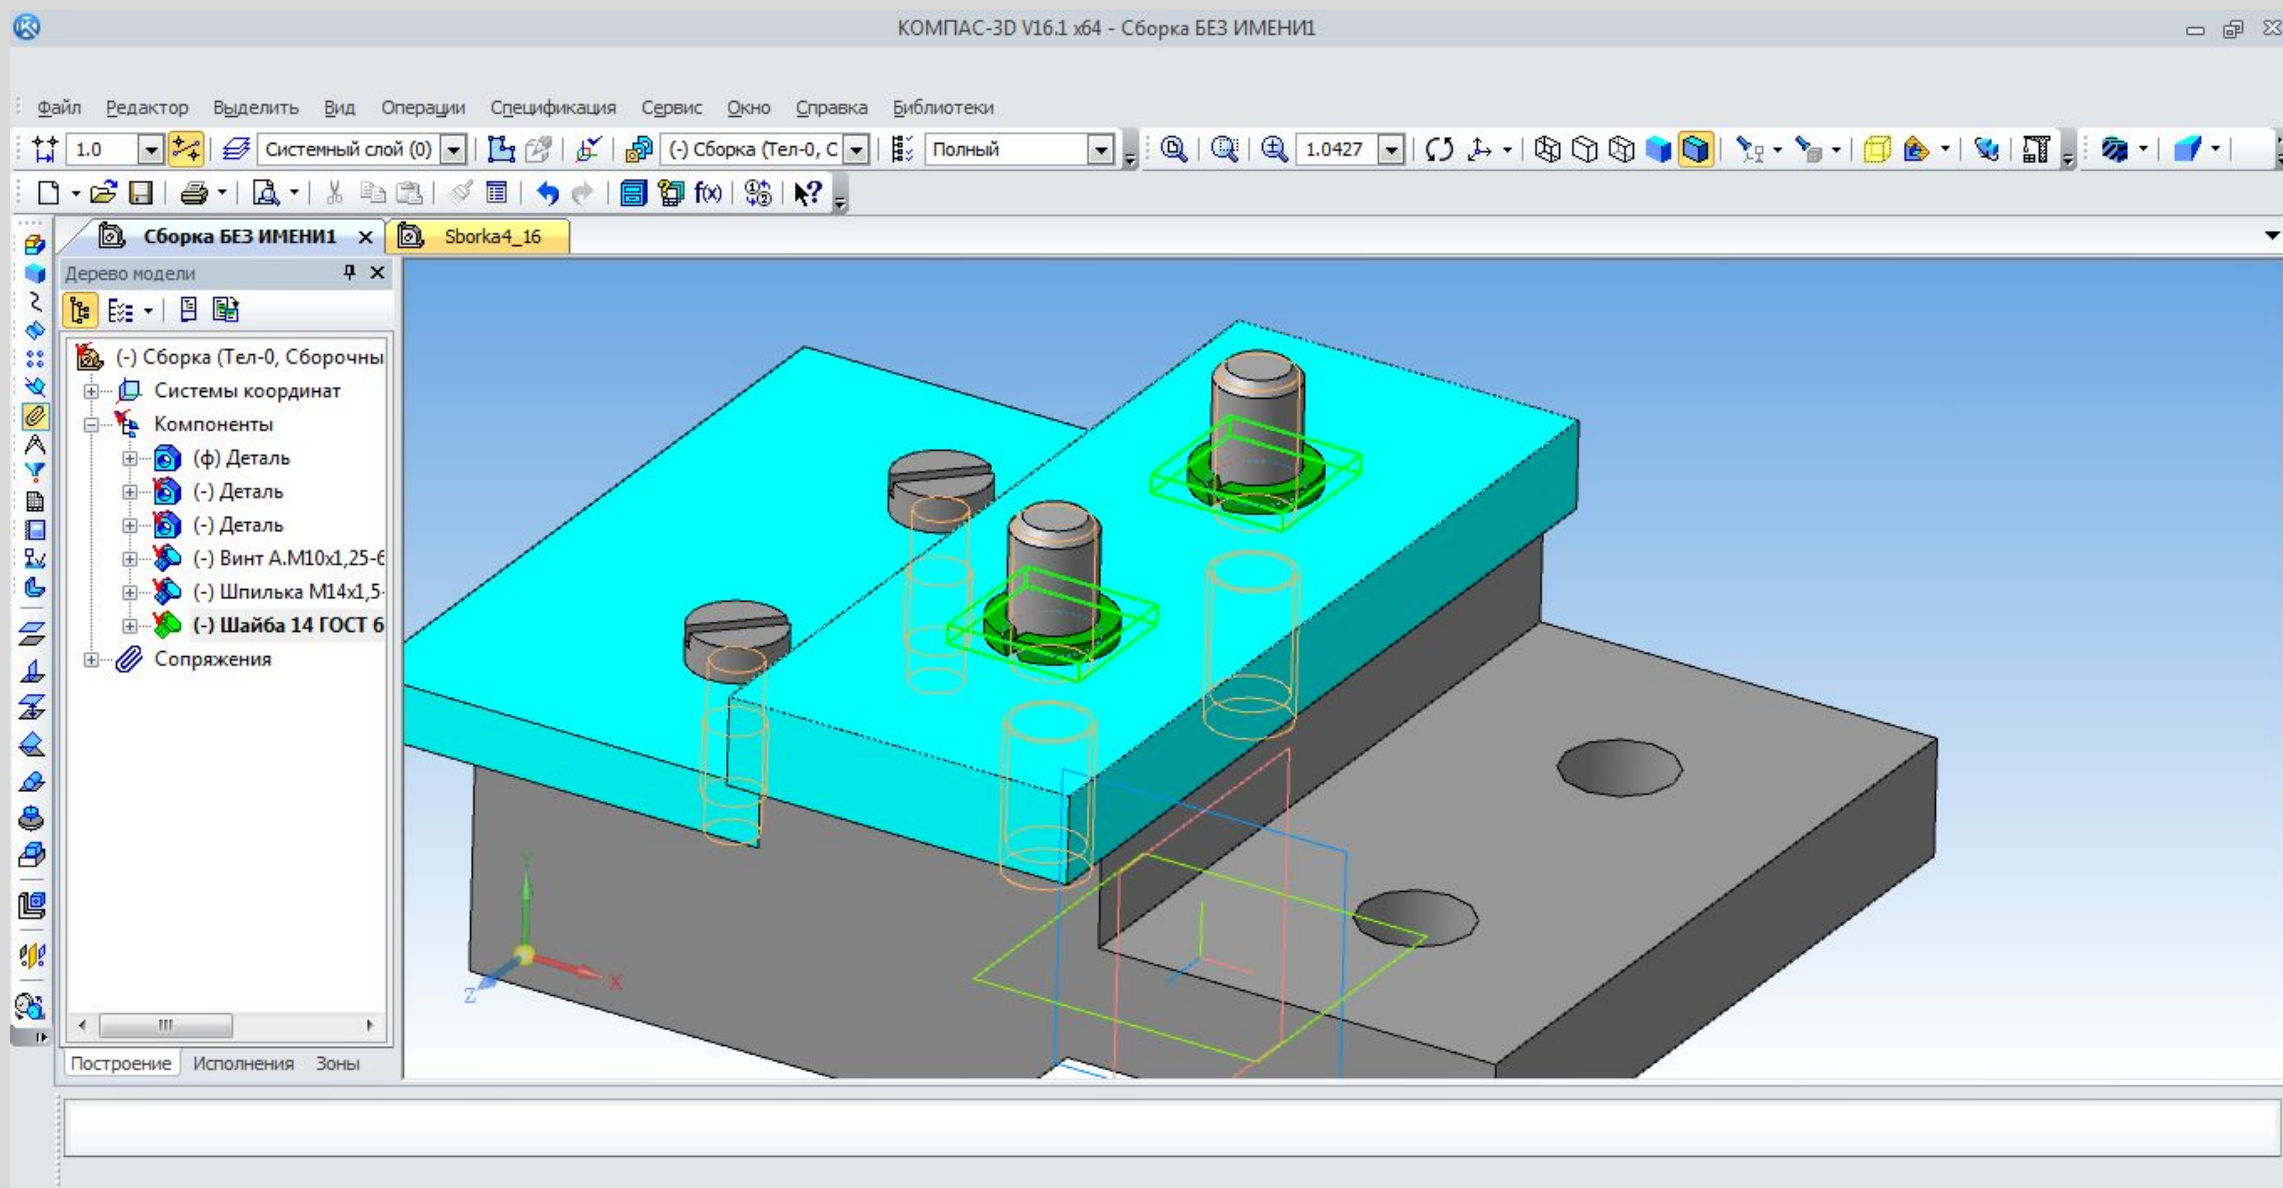 КОМПАС-3D V16.1 x64 - Сборка БЕЗ ИМЕНИ1
Файл Редактор Выделить Вид Операции Спецификация Сервис Окно Справка Библиотеки
1.0 Системный слой (0) (-) Сборка (Тел-0, С Полный 1.0427
f(x)
Сборка БЕЗ ИМЕНИ1 Sborka4_16
Дерево модели
(-) Сборка (Тел-0, Сборочны
Системы координат
Компоненты
(ф) Деталь
(-) Деталь
(-) Деталь
(-) Винт А.М10х1,25-6
(-) Шпилька М14х1,5-
(-) Шайба 14 ГОСТ 6
Сопряжения
Y
X
Z
Построение Исполнения Зоны